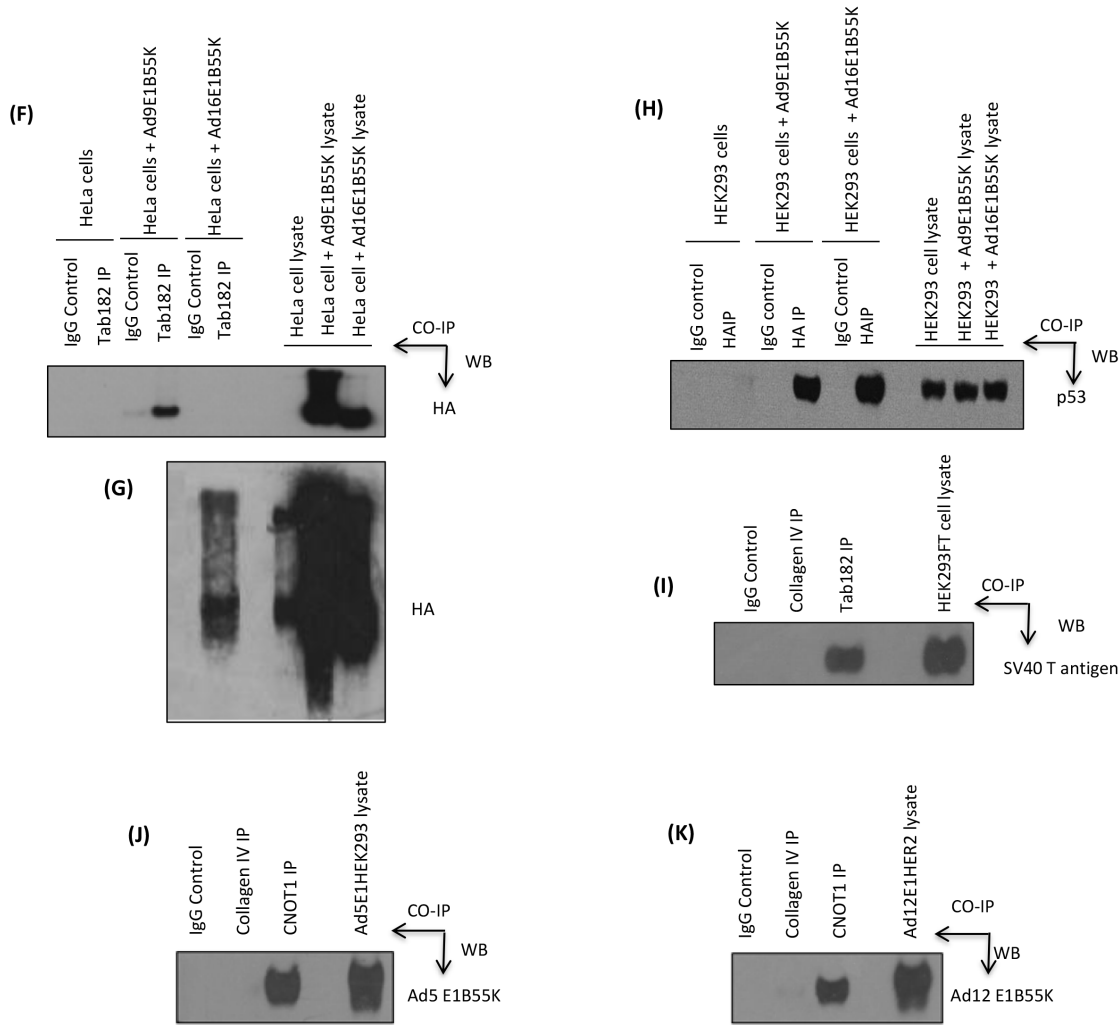 (F)
HeLa cells
HeLa cells + Ad9E1B55K
HeLa cells + Ad16E1B55K
IgG Control
Tab182 IP
IgG Control
Tab182 IP
IgG Control
Tab182 IP
HeLa cell lysate
HeLa cell + Ad9E1B55K lysate
HeLa cell + Ad16E1B55K lysate
CO-IP
WB
HA
(G)
HA
(H)
HEK293 cells
HEK293 cells + Ad9E1B55K
HEK293 cells + Ad16E1B55K
IgG control
HAIP
IgG control
HA IP
IgG Control
HAIP
HEK293 cell lysate
HEK293 + Ad9E1B55K lysate
HEK293 + Ad16E1B55K lysate
CO-IP
WB
p53
(I)
IgG Control
Collagen IV IP
Tab182 IP
HEK293FT cell lysate
CO-IP
WB
SV40 T antigen
(J)
IgG Control
Collagen IV IP
CNOT1 IP
Ad5E1HEK293 lysate
CO-IP
WB
Ad5 E1B55K
(K)
IgG Control
Collagen IV IP
CNOT1 IP
Ad12E1HER2 lysate
CO-IP
WB
Ad12 E1B55K